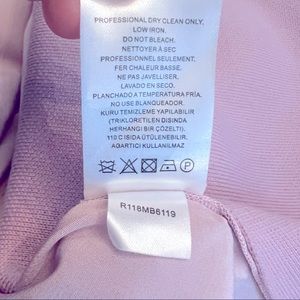 PROFESSIONAL DRY CLEAN ONLY,
LOW IRON.
DO NOT BLEACH.
NETTOYER À SEC
PROFESSIONNEL SEULEMENT,
FER CHALEUR BASSE.
NE PAS JAVELLISER,
LAVADO EN SECO.
PLANCHADO A TEMPERATURA FRÍA.
NO USE BLANQUEADOR.
KURU TEMIZLEME YAPINIZ
(TRIKLORETILEN DISINDA
HERHANGI BIR ÇÖZELTI).
110 C ISIDA ÜTÜLENEBILIR.
AGARTICI KULLANILMAZ
R118MB8119